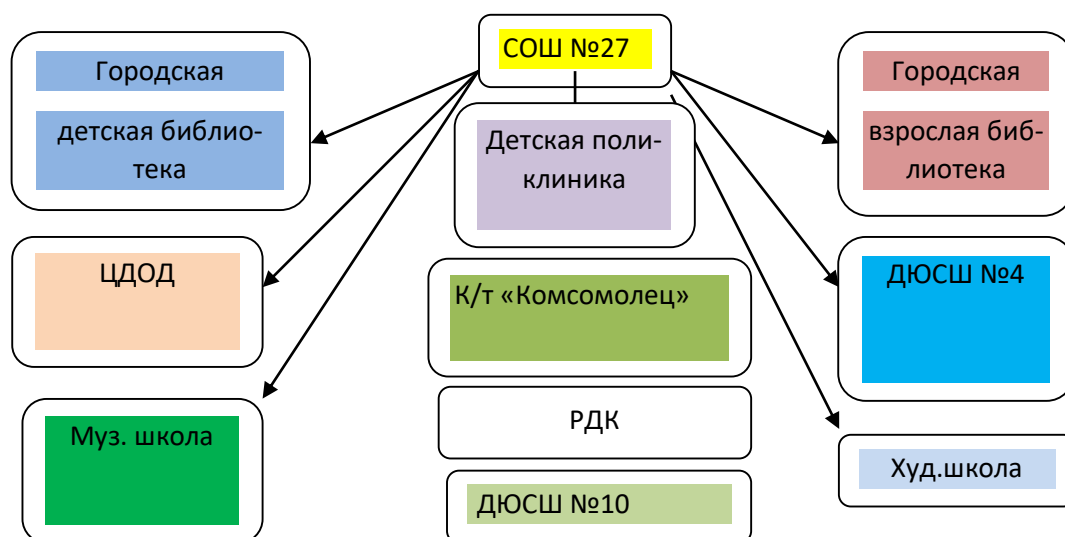 СОШ №27
Городская
детская библио-
тека
Детская поли-
клиника
Городская
взрослая биб-
лиотека
ЦДОД
К/т «Комсомолец»
ДЮСШ №4
Муз. школа
РДК
Худ.школа
ДЮСШ №10